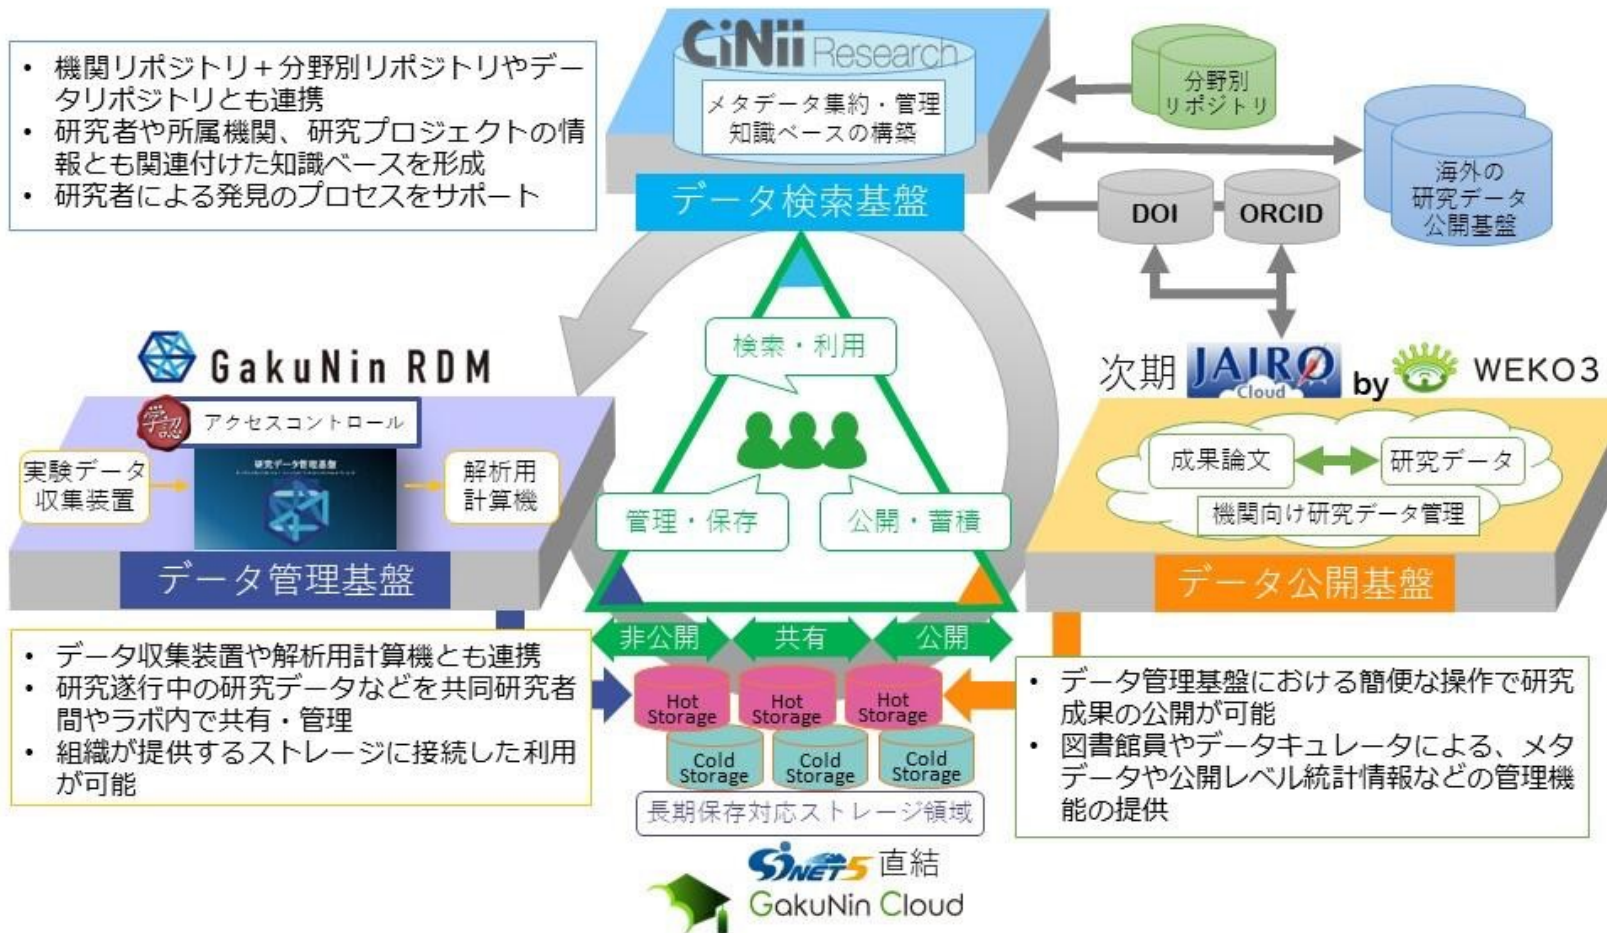 CiNii Research
メタデータ集約・管理
知識ベースの構築
データ検索基盤
・ 機関リポジトリ＋分野別リポジトリやデー
タリポジトリとも連携
・ 研究者や所属機関、研究プロジェクトの情
報とも関連付けた知識ベースを形成
・ 研究者による発見のプロセスをサポート
分野別
リポジトリ
海外の
研究データ
公開基盤
DOI
ORCID
検索・利用
管理・保存
公開・蓄積
GakuNin RDM
学認
アクセスコントロール
実験データ
収集装置
研究データ管理基盤
解析用
計算機
データ管理基盤
次期 JAIRO Cloud by WEKO3
成果論文
研究データ
機関向け研究データ管理
データ公開基盤
・ データ収集装置や解析用計算機とも連携
・ 研究遂行中の研究データなどを共同研究者
間やラボ内で共有・管理
・ 組織が提供するストレージに接続した利用
が可能
非公開
共有
公開
Hot
Storage
Hot
Storage
Hot
Storage
Cold
Storage
Cold
Storage
Cold
Storage
長期保存対応ストレージ領域
・ データ管理基盤における簡便な操作で研究
成果の公開が可能
・ 図書館員やデータキュレータによる、メタ
データや公開レベル統計情報などの管理機
能の提供
SINET5 直結
GakuNin Cloud